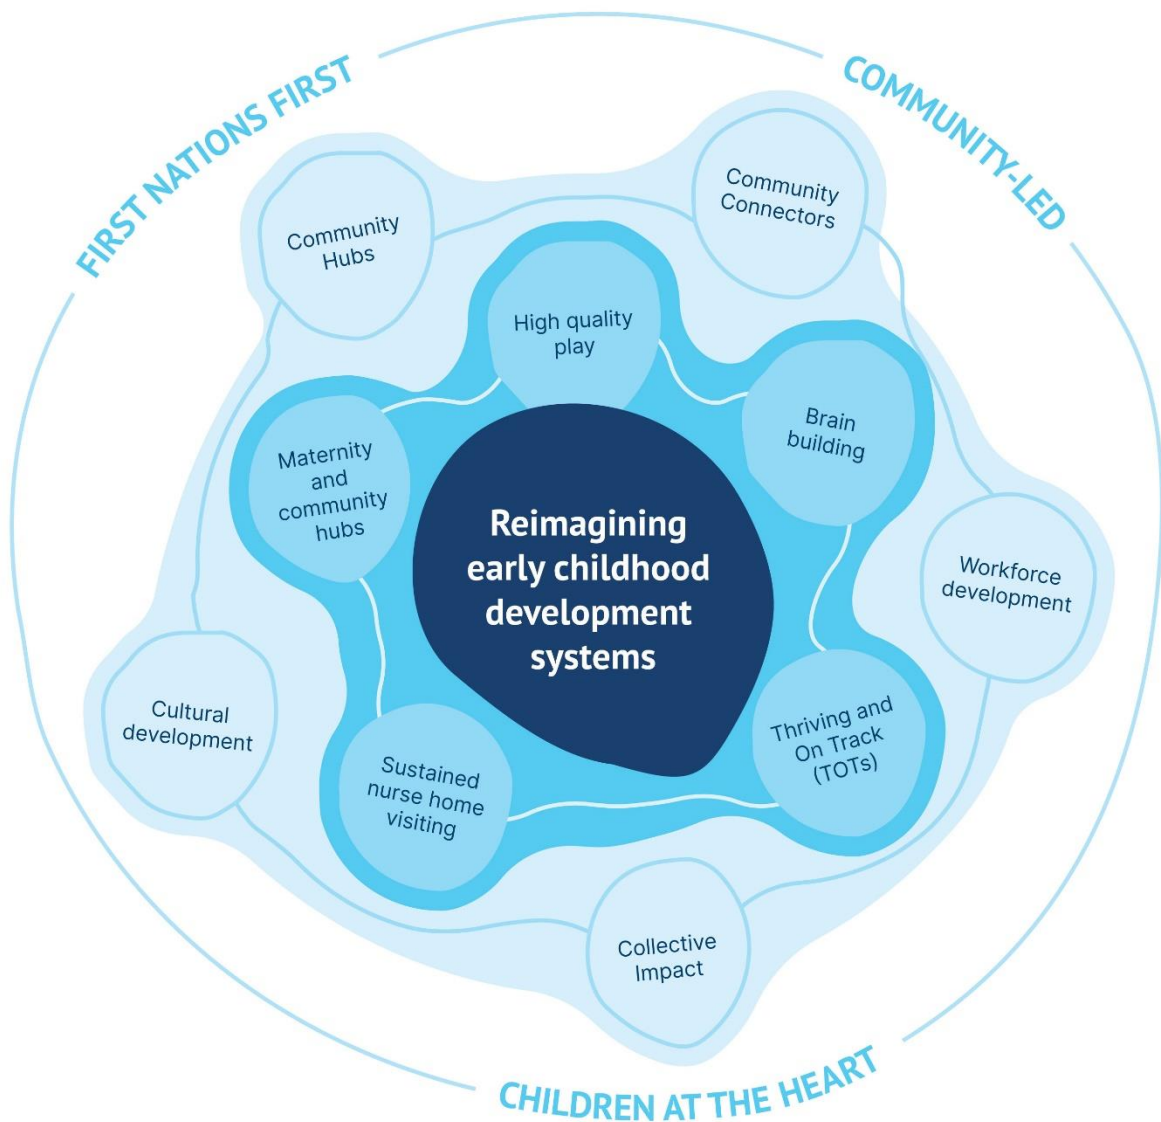 FIRST NATIONS FIRST
COMMUNITY-LED
Community
Hubs
Community
Connectors
High quality
play
Brain
building
Maternity
and
community
hubs
Reimagining
early childhood
development
systems
Workforce
development
Cultural
development
Sustained
nurse home
visiting
Thriving and
On Track
(TOTs)
Collective
Impact
CHILDREN AT THE HEART